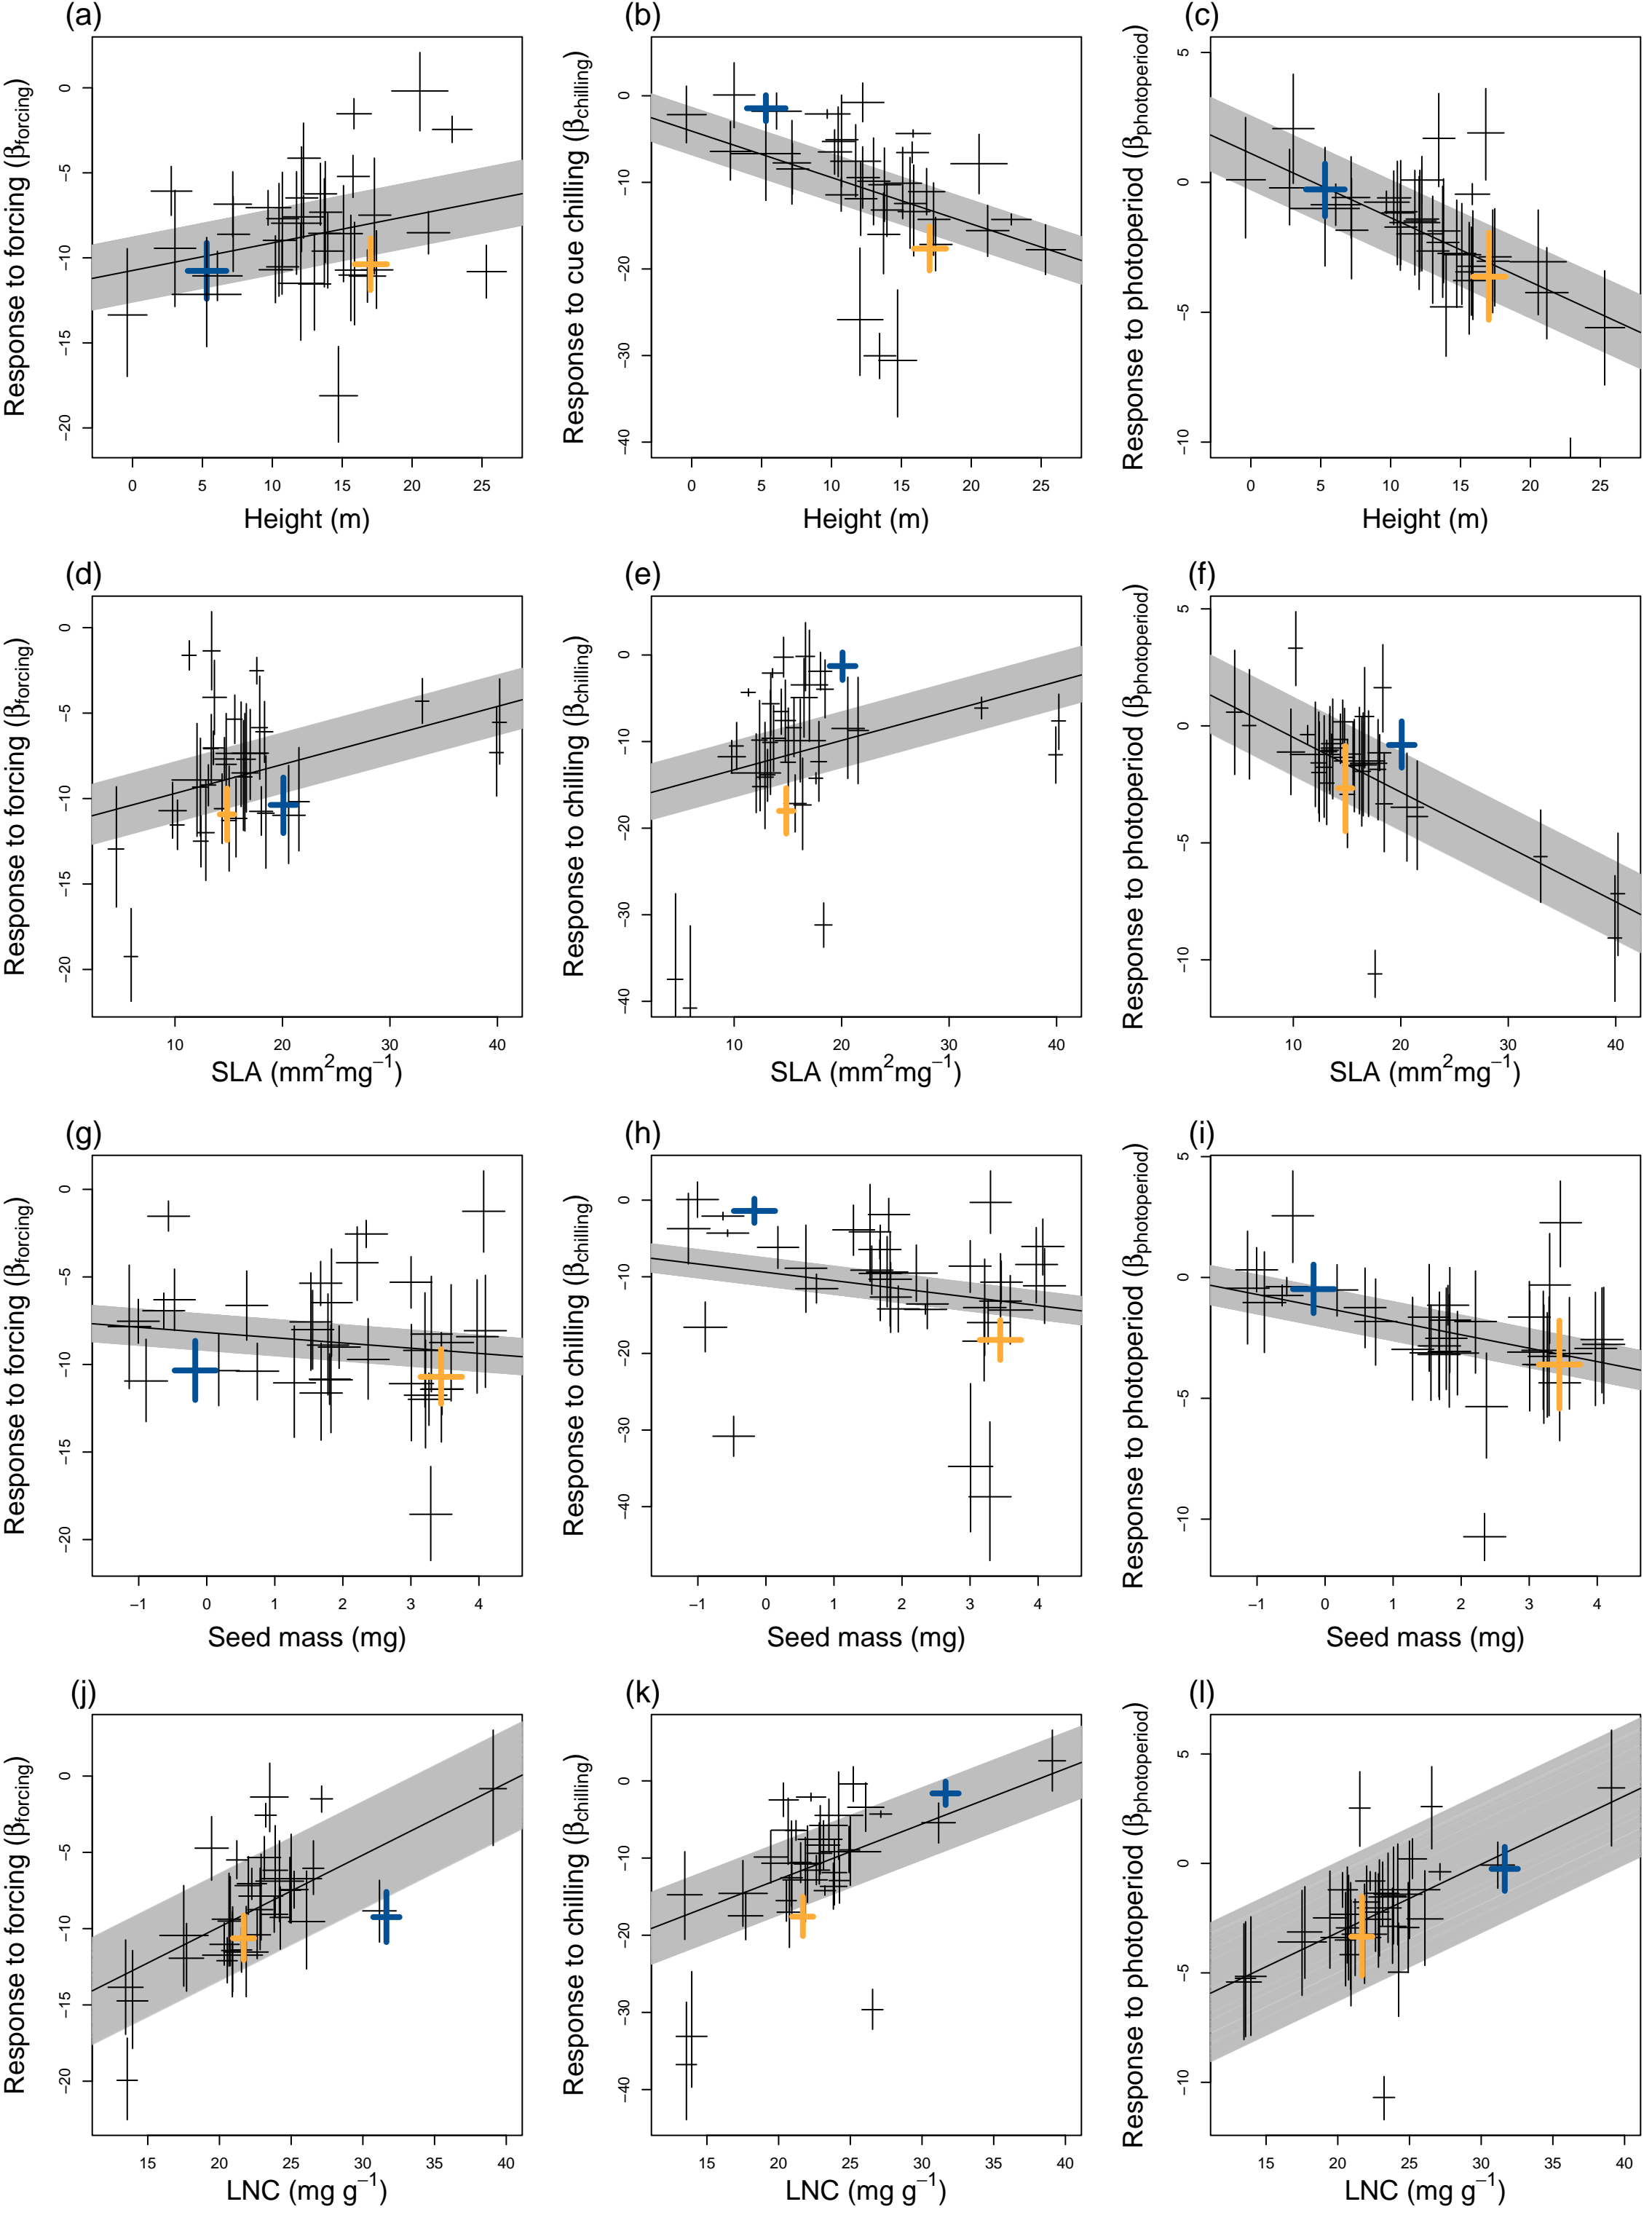 (a)
Response to forcing (βforcing)
0
−5
−10
−15
−20
0 5 10 15 20 25
Height (m)
(b)
Response to cue chilling (βchilling)
0
−10
−20
−30
−40
0 5 10 15 20 25
Height (m)
(c)
Response to photoperiod (βphotoperiod)
5
0
−5
−10
0 5 10 15 20 25
Height (m)
(d)
Response to forcing (βforcing)
0
−5
−10
−15
−20
10 20 30 40
SLA (mm²mg⁻¹)
(e)
Response to chilling (βchilling)
0
−10
−20
−30
−40
10 20 30 40
SLA (mm²mg⁻¹)
(f)
Response to photoperiod (βphotoperiod)
5
0
−5
−10
10 20 30 40
SLA (mm²mg⁻¹)
(g)
Response to forcing (βforcing)
0
−5
−10
−15
−20
−1 0 1 2 3 4
Seed mass (mg)
(h)
Response to chilling (βchilling)
0
−10
−20
−30
−40
−1 0 1 2 3 4
Seed mass (mg)
(i)
Response to photoperiod (βphotoperiod)
5
0
−5
−10
−1 0 1 2 3 4
Seed mass (mg)
(j)
Response to forcing (βforcing)
0
−5
−10
−15
−20
15 20 25 30 35 40
LNC (mg g⁻¹)
(k)
Response to chilling (βchilling)
0
−10
−20
−30
−40
15 20 25 30 35 40
LNC (mg g⁻¹)
(l)
Response to photoperiod (βphotoperiod)
5
0
−5
−10
15 20 25 30 35 40
LNC (mg g⁻¹)